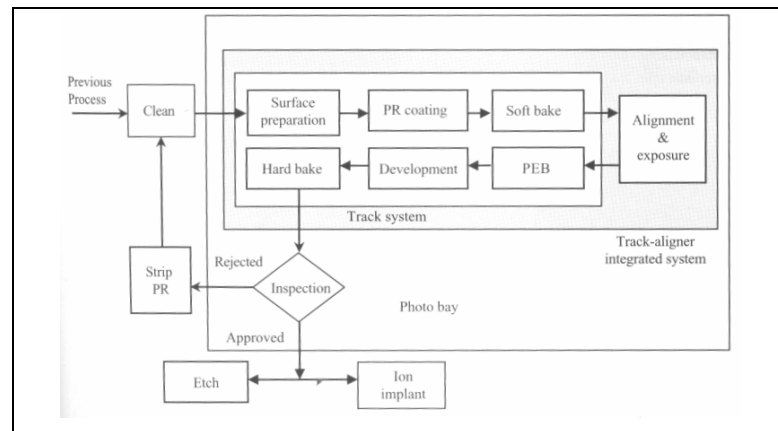 Previous
Process
Clean
Surface
preparation
PR coating
Soft bake
Alignment
&
exposure
Hard bake
Development
PEB
Track system
Track-aligner
integrated system
Strip
PR
Rejected
Inspection
Photo bay
Approved
Etch
Ion
implant